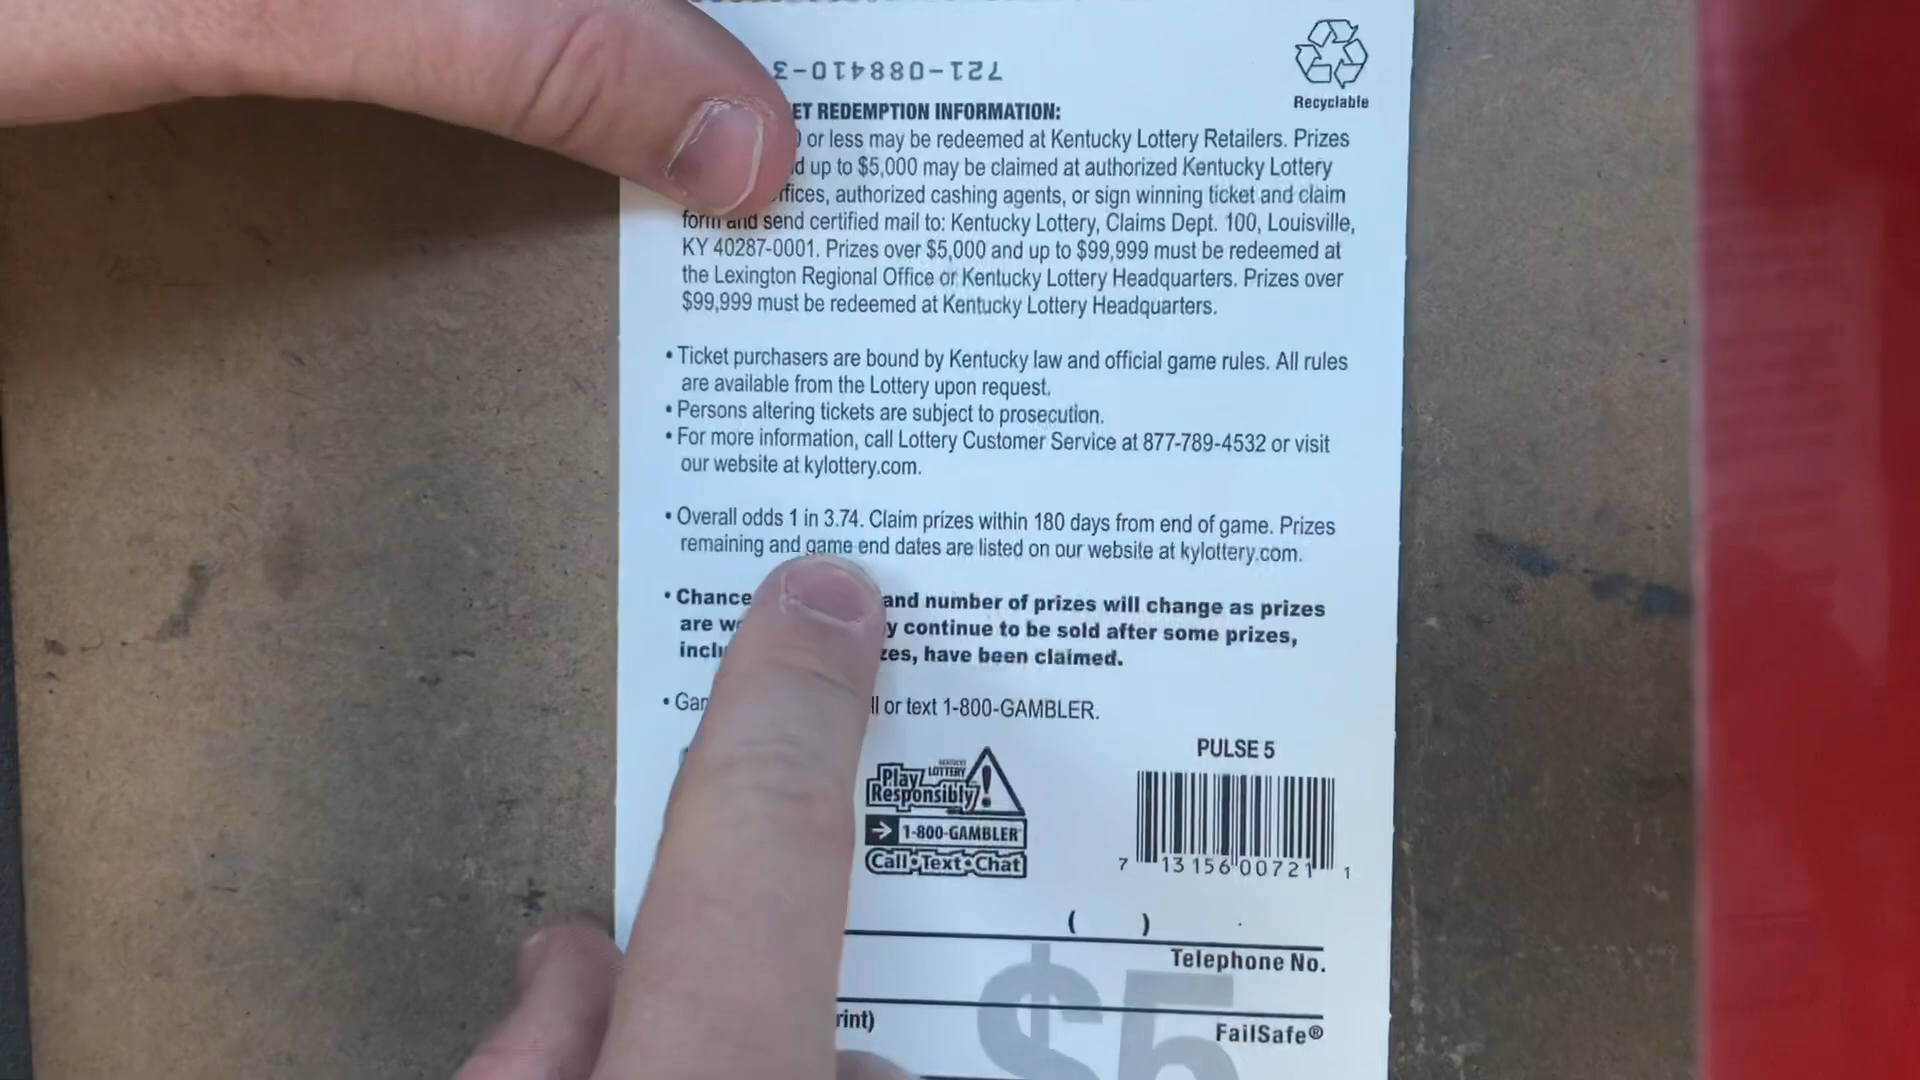 721-088410-3
Recyclable
ET REDEMPTION INFORMATION:
or less may be redeemed at Kentucky Lottery Retailers. Prizes
up to $5,000 may be claimed at authorized Kentucky Lottery
authorized cashing agents, or sign winning ticket and claim
form and send certified mail to: Kentucky Lottery, Claims Dept. 100, Louisville,
KY 40287-0001. Prizes over $5,000 and up to $99,999 must be redeemed at
the Lexington Regional Office or Kentucky Lottery Headquarters. Prizes over
$99,999 must be redeemed at Kentucky Lottery Headquarters.
• Ticket purchasers are bound by Kentucky law and official game rules. All rules
are available from the Lottery upon request.
• Persons altering tickets are subject to prosecution.
• For more information, call Lottery Customer Service at 877-789-4532 or visit
our website at kylottery.com.
• Overall odds 1 in 3.74. Claim prizes within 180 days from end of game. Prizes
remaining and game end dates are listed on our website at kylottery.com.
• Chance and number of prizes will change as prizes
are continue to be sold after some prizes,
have been claimed.
• or text 1-800-GAMBLER.
KENTUCKY
LOTTERY
Play
Responsibly
1-800-GAMBLER
Call•Text•Chat
PULSE 5
7 13156 00721 1
( )
Telephone No.
rint)
FailSafe®
$5